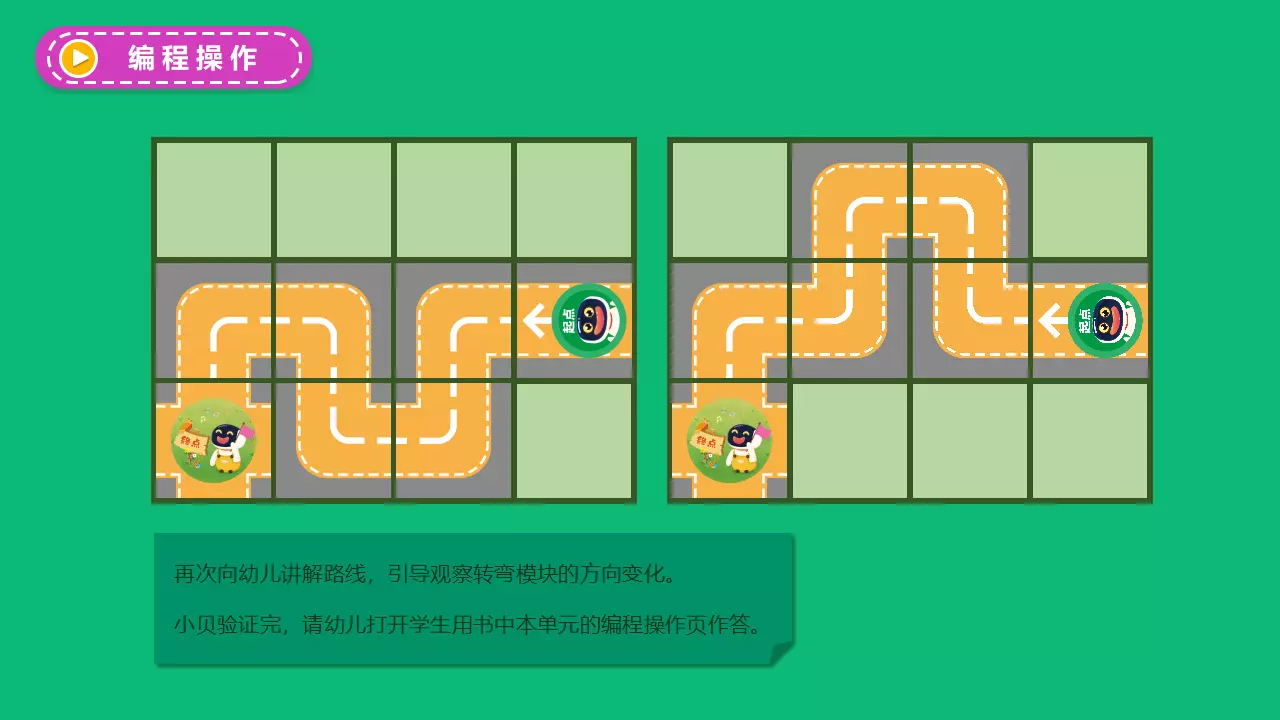 编程操作
起点
起点
终点
终点
再次向幼儿讲解路线，引导观察转弯模块的方向变化。
小贝验证完，请幼儿打开学生用书中本单元的编程操作页作答。